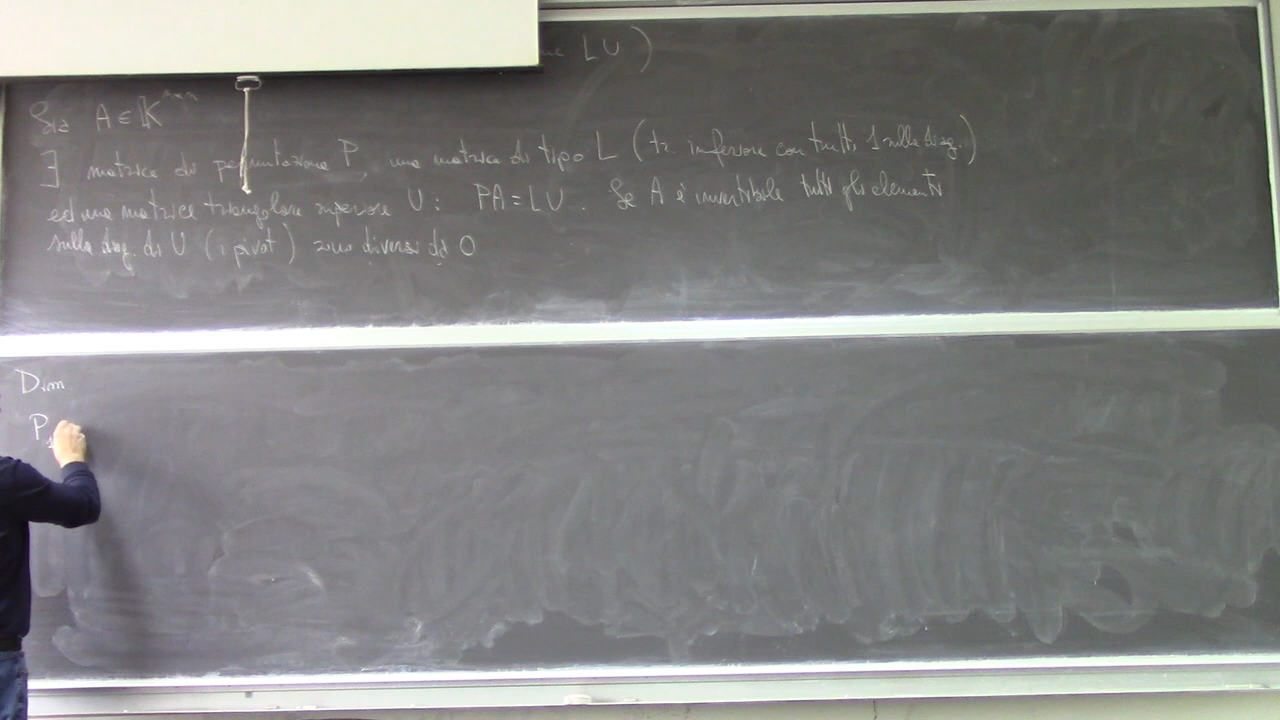 LU)
Sia A ∈ 𝕂ⁿˣⁿ
∃ matrice di permutazione P, una matrice di tipo L (tr. inferiore con tutti 1 sulla diag.)
ed una matrice triangolare superiore U: PA = LU. Se A è invertibile tutti gli elementi
sulla diag. di U (i pivot) sono diversi da 0
Dim
P